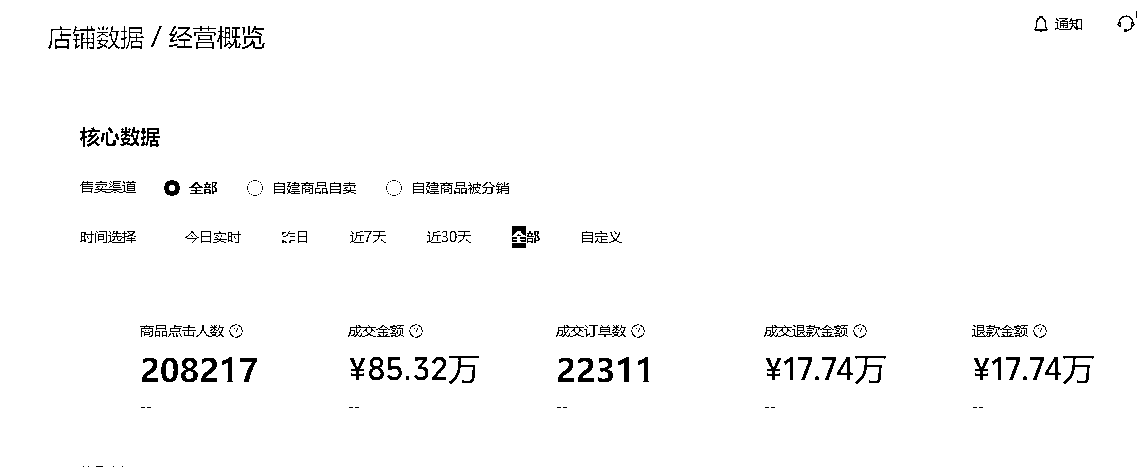 店铺数据 / 经营概览
通知
核心数据
售卖渠道 全部 自建商品自卖 自建商品被分销
时间选择 今日实时 昨日 近7天 近30天 全部 自定义
商品点击人数 成交金额 成交订单数 成交退款金额 退款金额
208217 ¥85.32万 22311 ¥17.74万 ¥17.74万
-- -- -- -- --